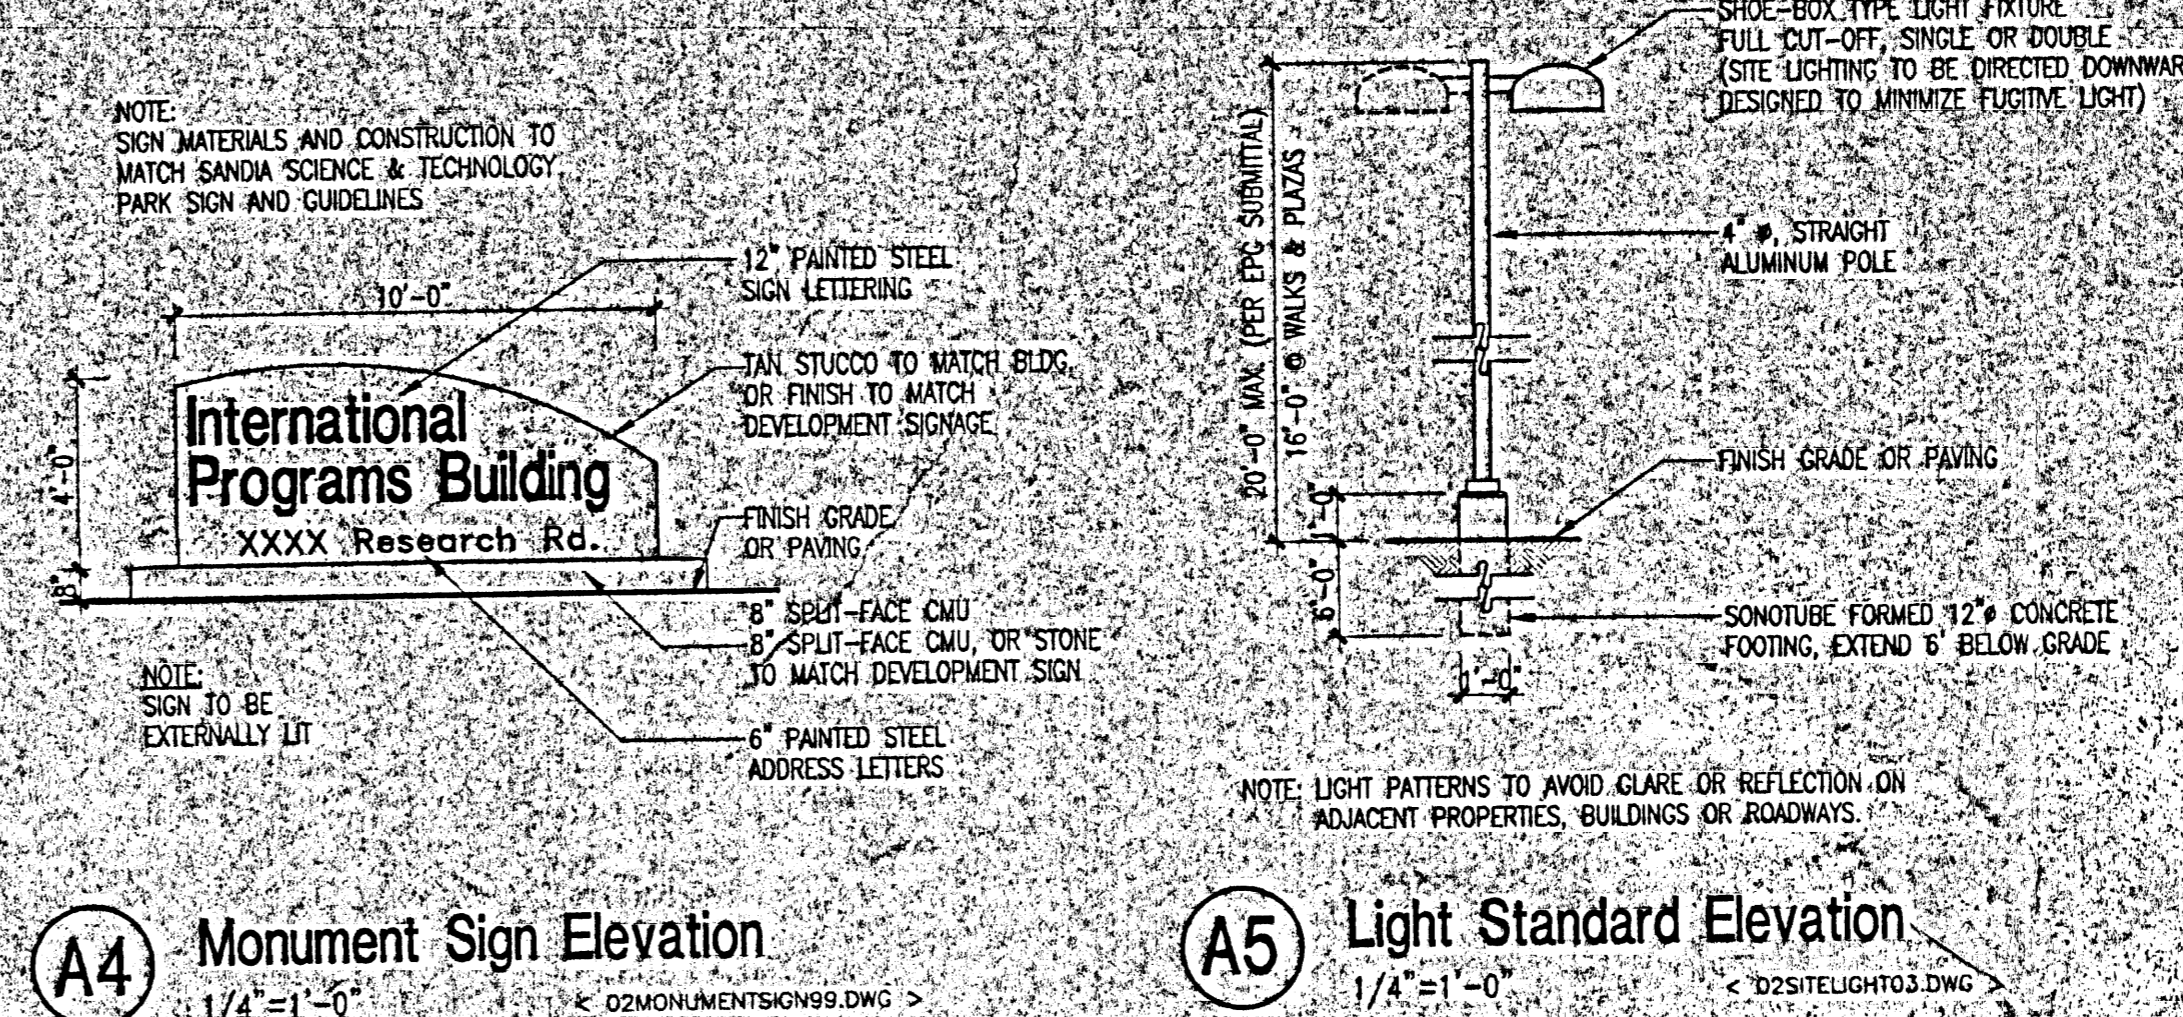 NOTE:
SIGN MATERIALS AND CONSTRUCTION TO
MATCH SANDIA SCIENCE & TECHNOLOGY
PARK SIGN AND GUIDELINES
12" PAINTED STEEL
SIGN LETTERING
10'-0"
TAN STUCCO TO MATCH BLDG.
OR FINISH TO MATCH
DEVELOPMENT SIGNAGE
4'-0"
8"
International
Programs Building
XXXX Research Rd.
FINISH GRADE
OR PAVING
8" SPLIT-FACE CMU
8" SPLIT-FACE CMU, OR STONE
TO MATCH DEVELOPMENT SIGN
NOTE:
SIGN TO BE
EXTERNALLY LIT
6" PAINTED STEEL
ADDRESS LETTERS
A4
Monument Sign Elevation
1/4"=1'-0"
< 02MONUMENTSIGN99.DWG >
SHOE-BOX TYPE LIGHT FIXTURE
FULL CUT-OFF, SINGLE OR DOUBLE
(SITE LIGHTING TO BE DIRECTED DOWNWAR
DESIGNED TO MINIMIZE FUGITIVE LIGHT)
20'-0" MAX. (PER EPC SUBMITTAL)
16'-0" @ WALKS & PLAZAS
4" ø, STRAIGHT
ALUMINUM POLE
FINISH GRADE OR PAVING
1'-0"
6'-0"
SONOTUBE FORMED 12"ø CONCRETE
FOOTING, EXTEND 6' BELOW GRADE
1'-0"
NOTE: LIGHT PATTERNS TO AVOID GLARE OR REFLECTION ON
ADJACENT PROPERTIES, BUILDINGS OR ROADWAYS.
A5
Light Standard Elevation
1/4"=1'-0"
< 02SITELIGHT03.DWG >